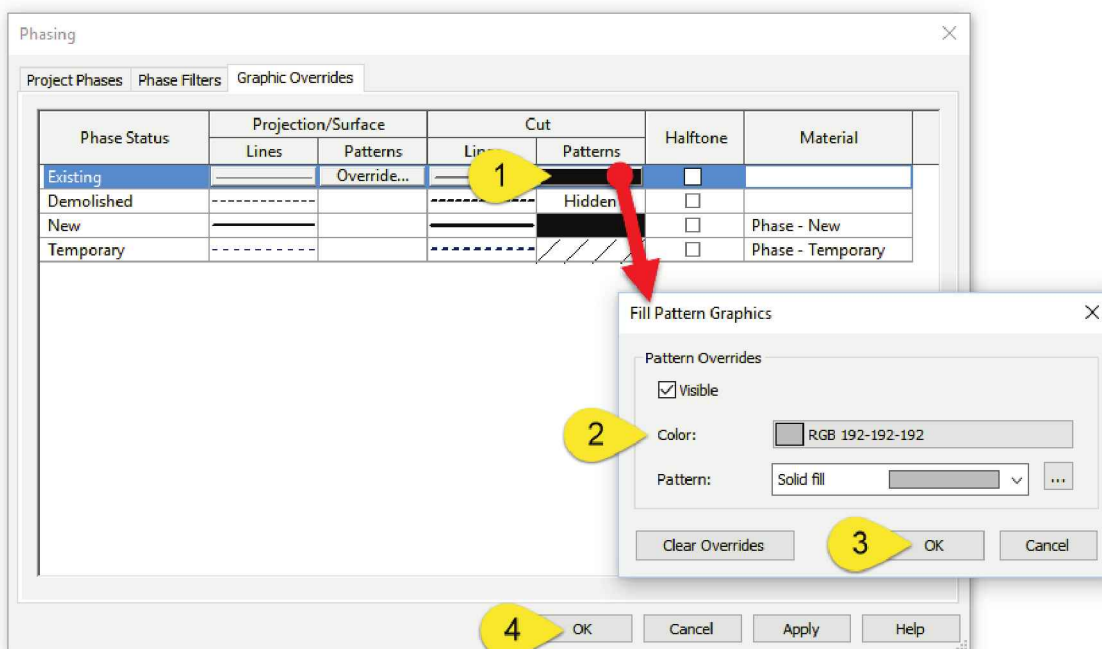 Phasing
Project Phases Phase Filters Graphic Overrides
Phase Status Projection/Surface Cut Halftone Material
Lines Patterns Patterns
Existing Override... 1
Demolished Hidden
New Phase - New
Temporary Phase - Temporary
Fill Pattern Graphics
Pattern Overrides
Visible
2 Color: RGB 192-192-192
Pattern: Solid fill ...
Clear Overrides 3 OK Cancel
4 OK Cancel Apply Help